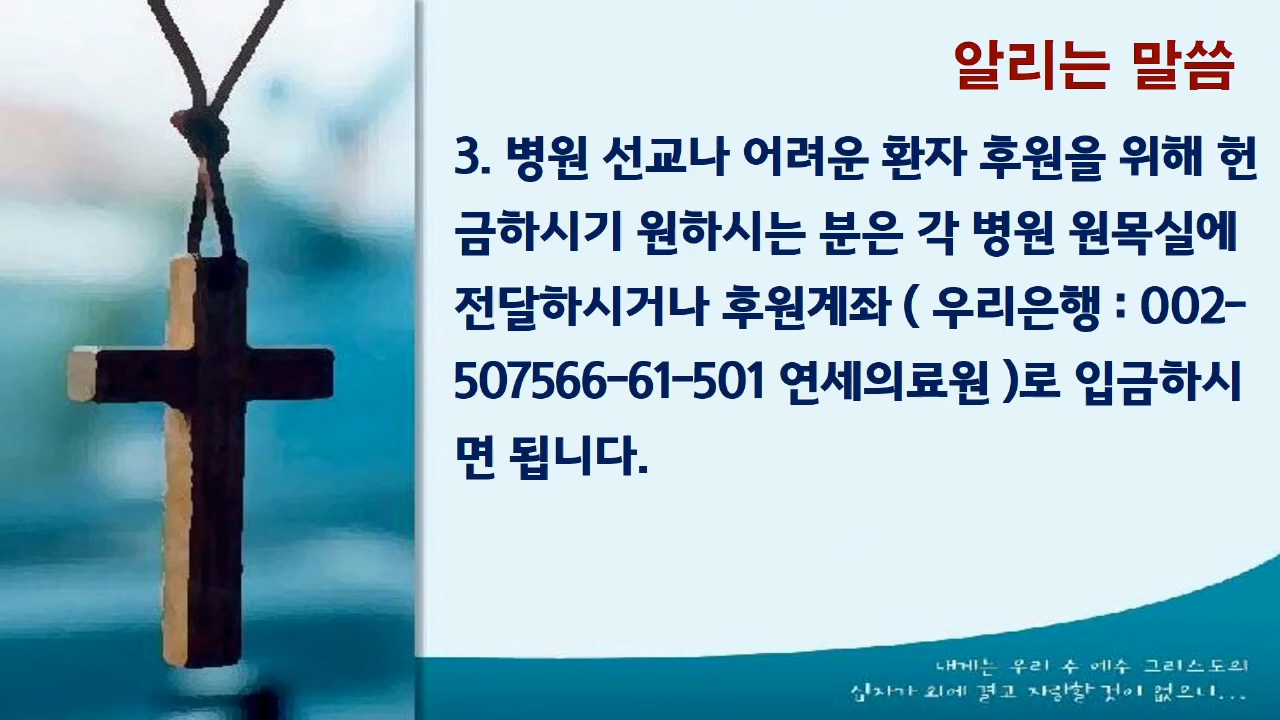 알리는 말씀
3. 병원 선교나 어려운 환자 후원을 위해 헌
금하시기 원하시는 분은 각 병원 원목실에
전달하시거나 후원계좌 ( 우리은행 : 002-
507566-61-501 연세의료원 )로 입금하시
면 됩니다.
내게는 우리 주 예수 그리스도의
십자가 외에 결코 자랑할 것이 없으니...